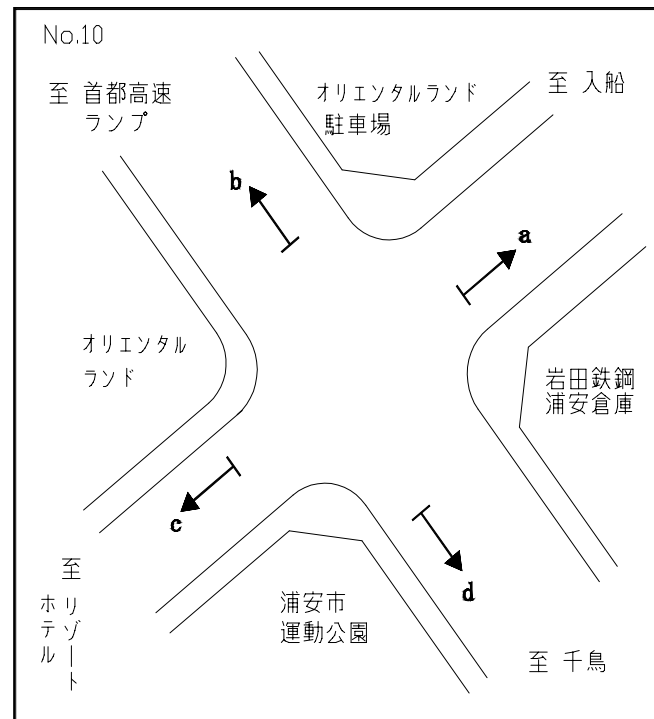 No.10
至 首都高速
ランプ
オリエンタルランド
駐車場
至 入船
b
a
オリエンタル
ランド
岩田鉄鋼
浦安倉庫
c
d
至 リゾート
ホテル
浦安市
運動公園
至 千鳥